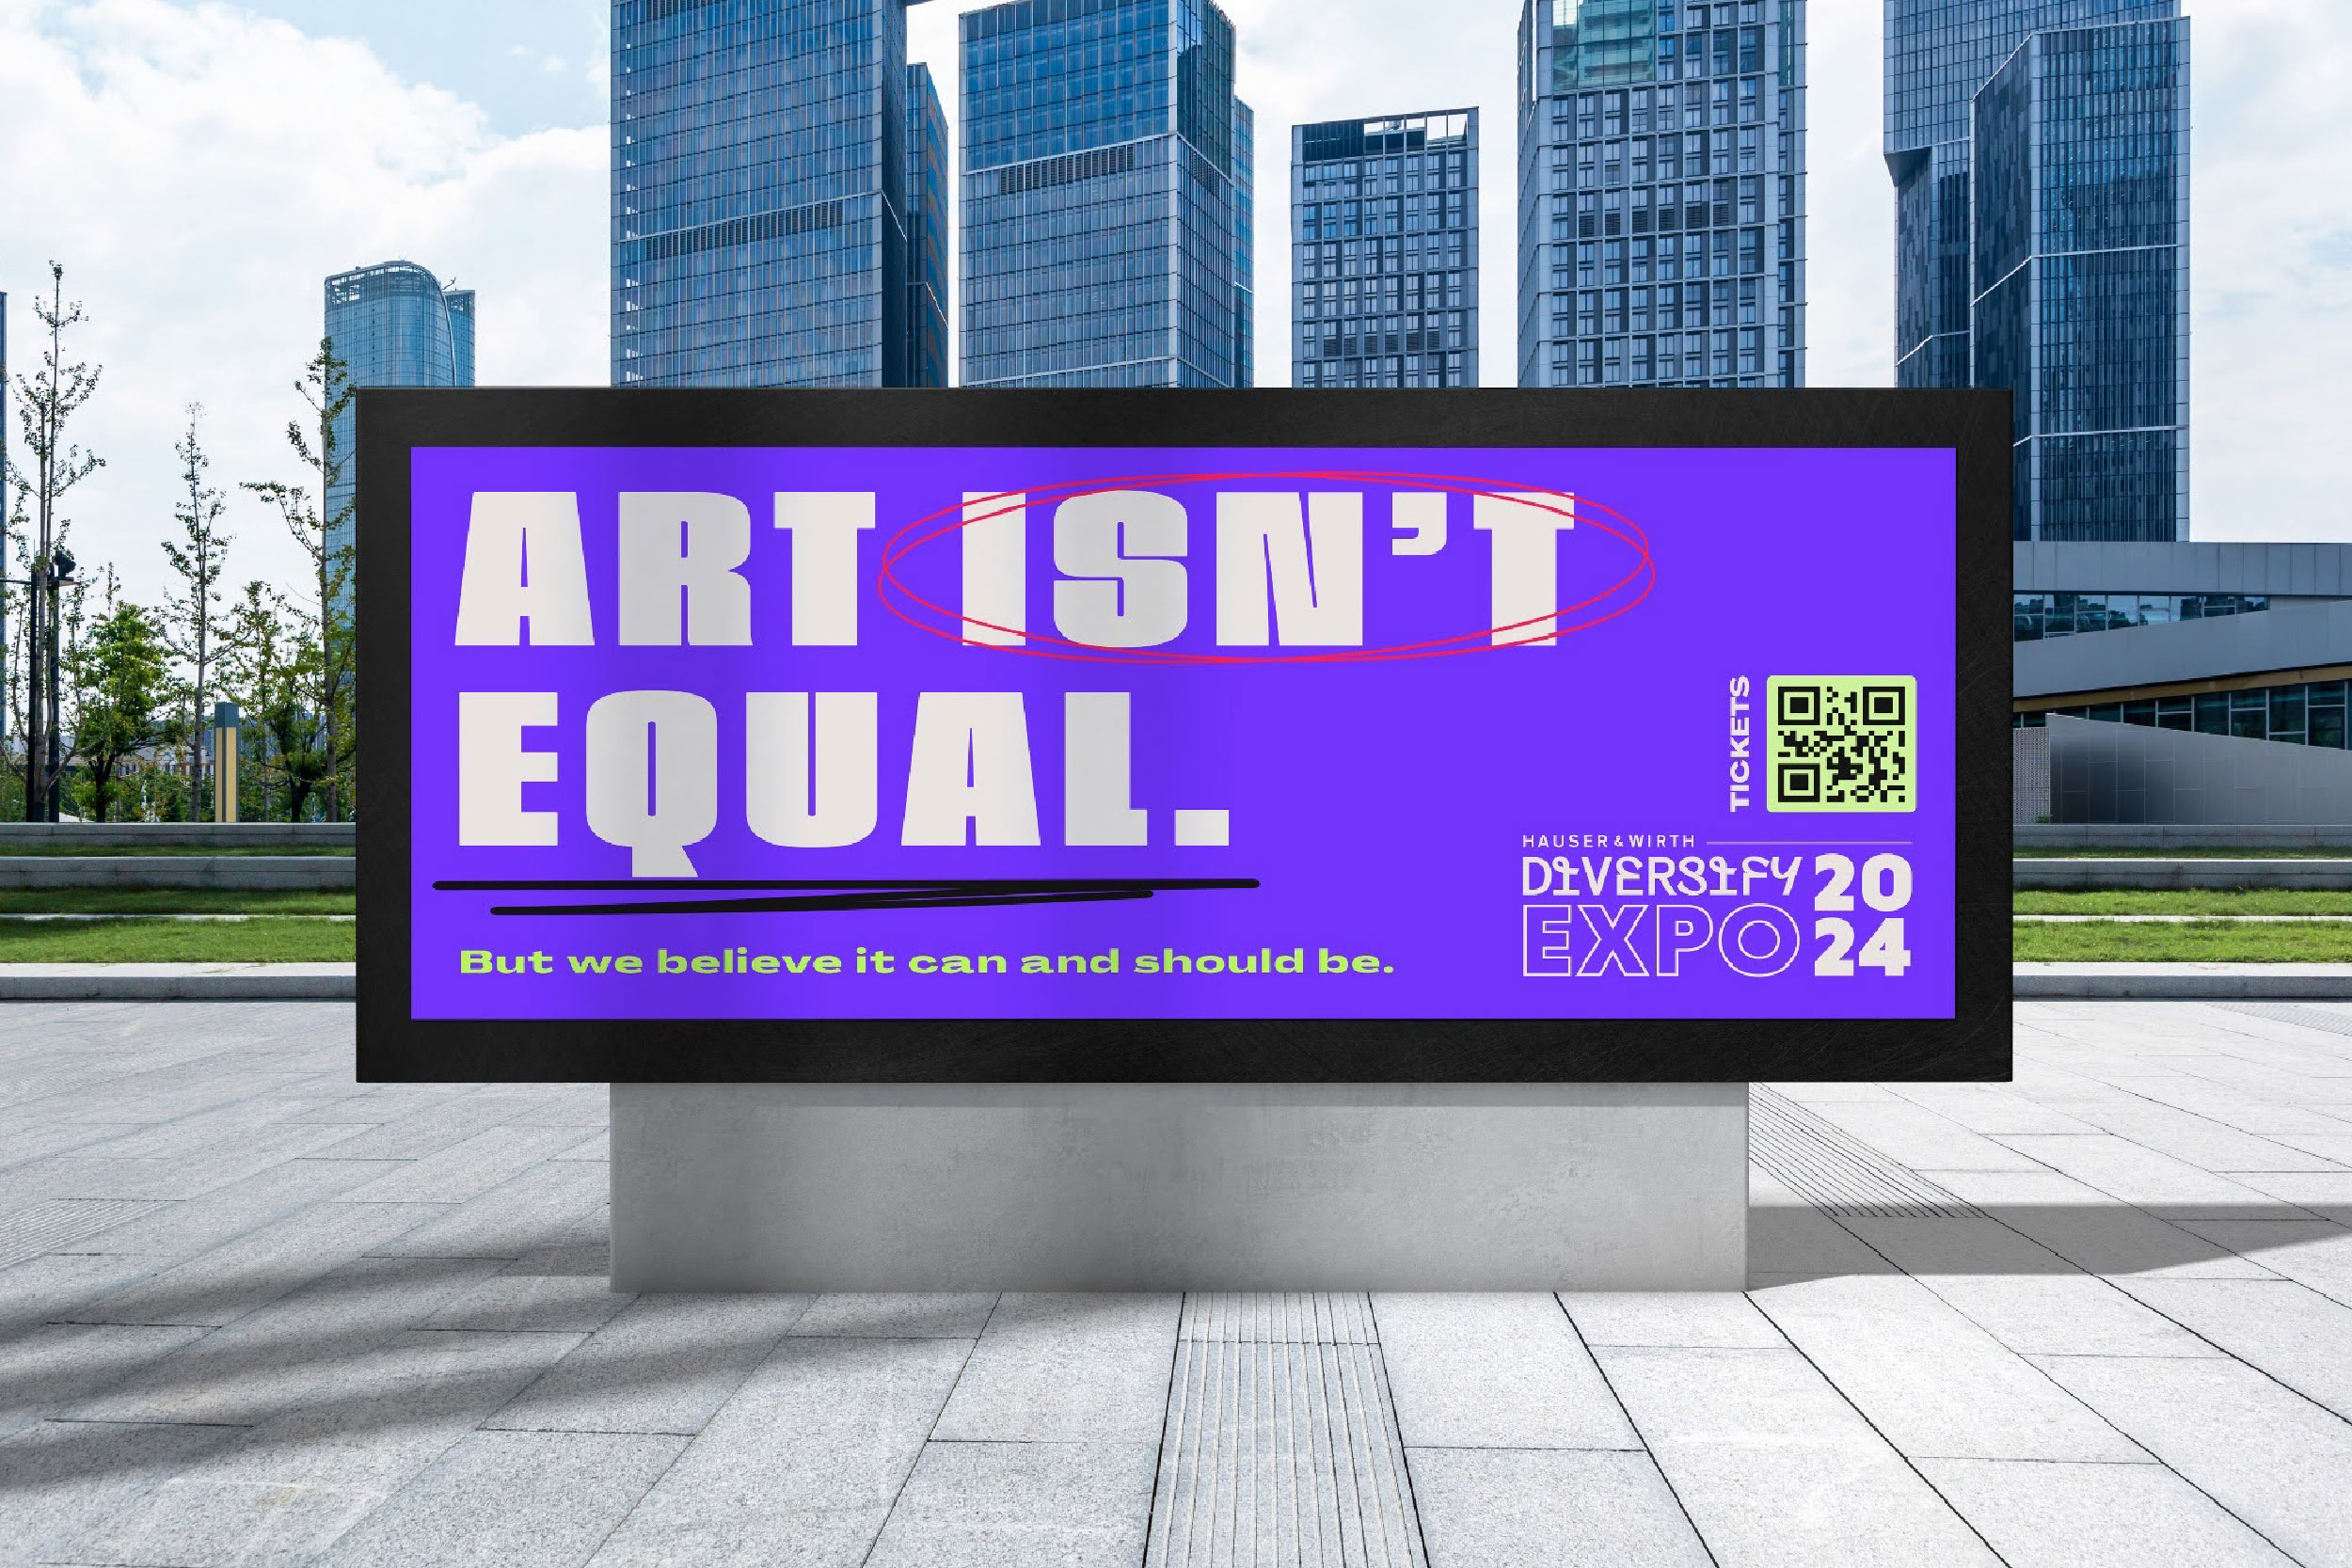 ART ISN’T
EQUAL.
But we believe it can and should be.
TICKETS
HAUSER & WIRTH
DIVERSIFY
EXPO
20
24